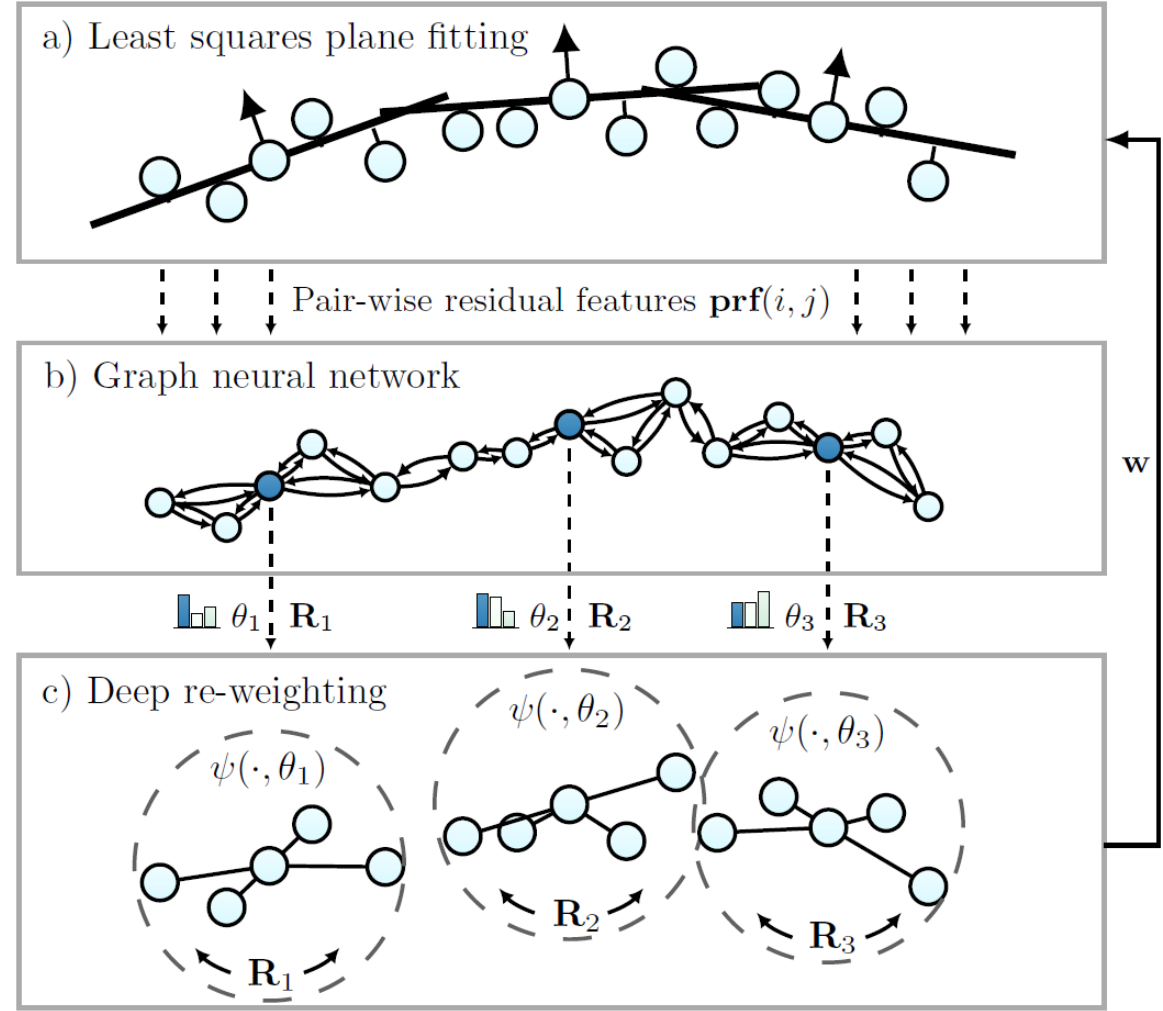 a) Least squares plane fitting
Pair-wise residual features prf(i, j)
b) Graph neural network
w
θ₁ R₁
θ₂ R₂
θ₃ R₃
c) Deep re-weighting
ψ(·, θ₁)
ψ(·, θ₂)
ψ(·, θ₃)
R₁
R₂
R₃